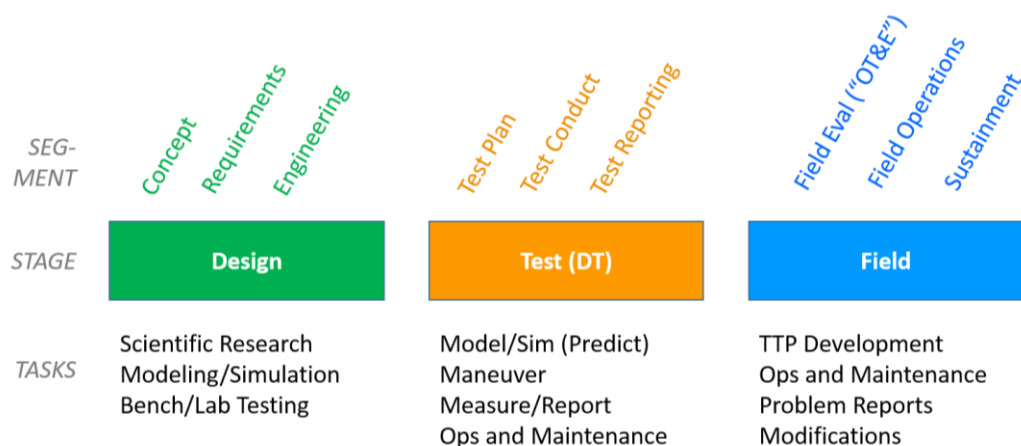 SEG-
MENT
Concept
Requirements
Engineering
Test Plan
Test Conduct
Test Reporting
Field Eval (“OT&E”)
Field Operations
Sustainment
STAGE
Design
Test (DT)
Field
TASKS
Scientific Research
Modeling/Simulation
Bench/Lab Testing
Model/Sim (Predict)
Maneuver
Measure/Report
Ops and Maintenance
TTP Development
Ops and Maintenance
Problem Reports
Modifications